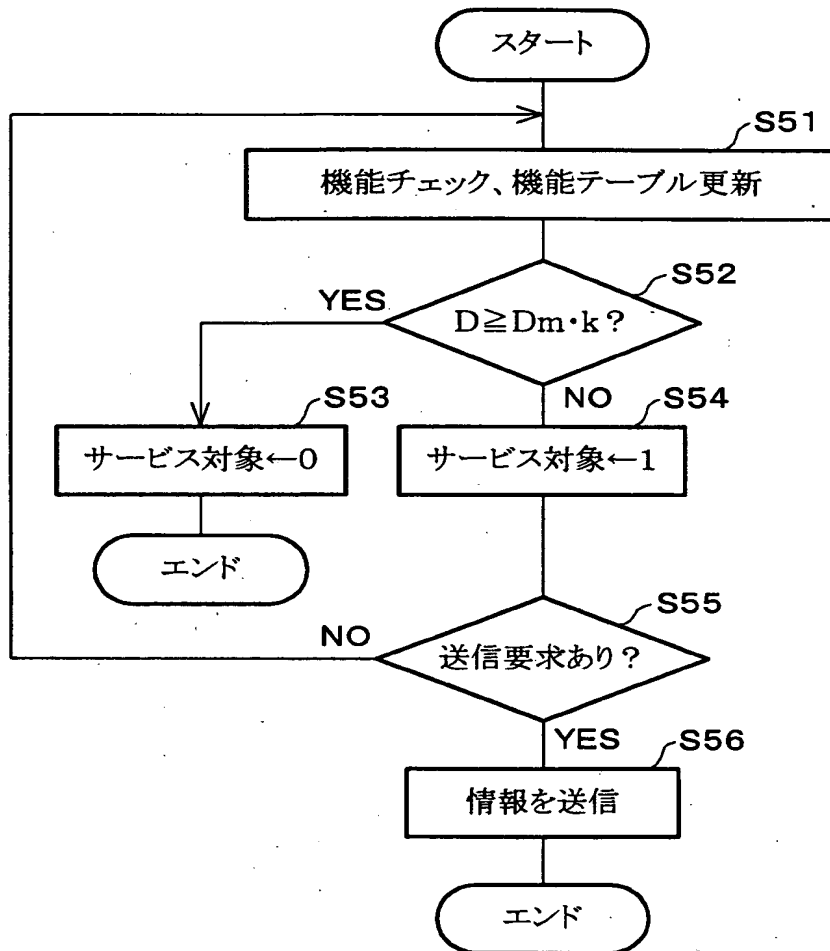 スタート
S51
機能チェック、機能テーブル更新
S52
YES
D≧Dm·k?
NO
S53
サービス対象←0
S54
サービス対象←1
エンド
S55
NO
送信要求あり?
YES
S56
情報を送信
エンド